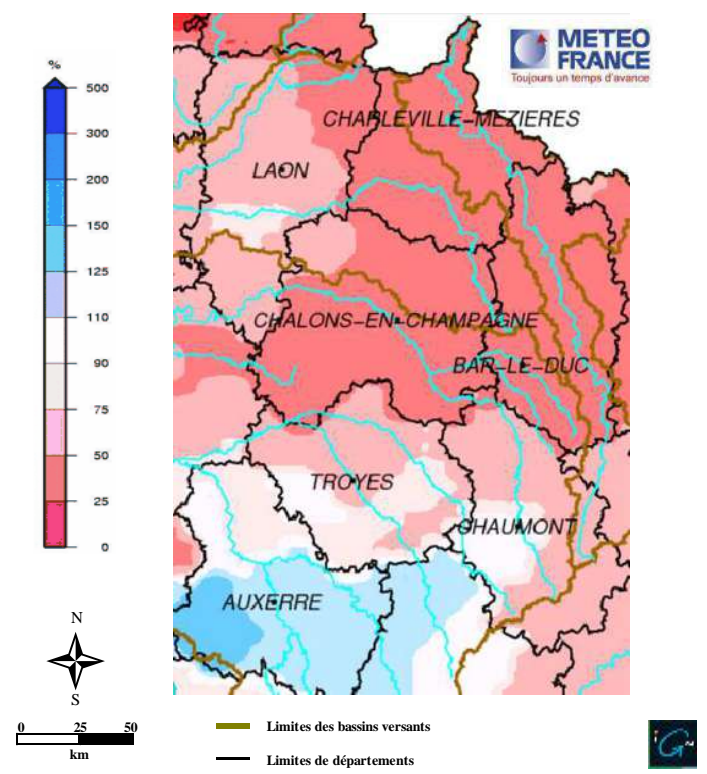 METEO
FRANCE
Toujours un temps d'avance
%
500
300
200
150
125
110
90
75
50
25
0
CHARLEVILLE-MEZIERES
LAON
CHALONS-EN-CHAMPAGNE
BAR-LE-DUC
TROYES
CHAUMONT
AUXERRE
N
S
0 25 50
km
Limites des bassins versants
Limites de départements